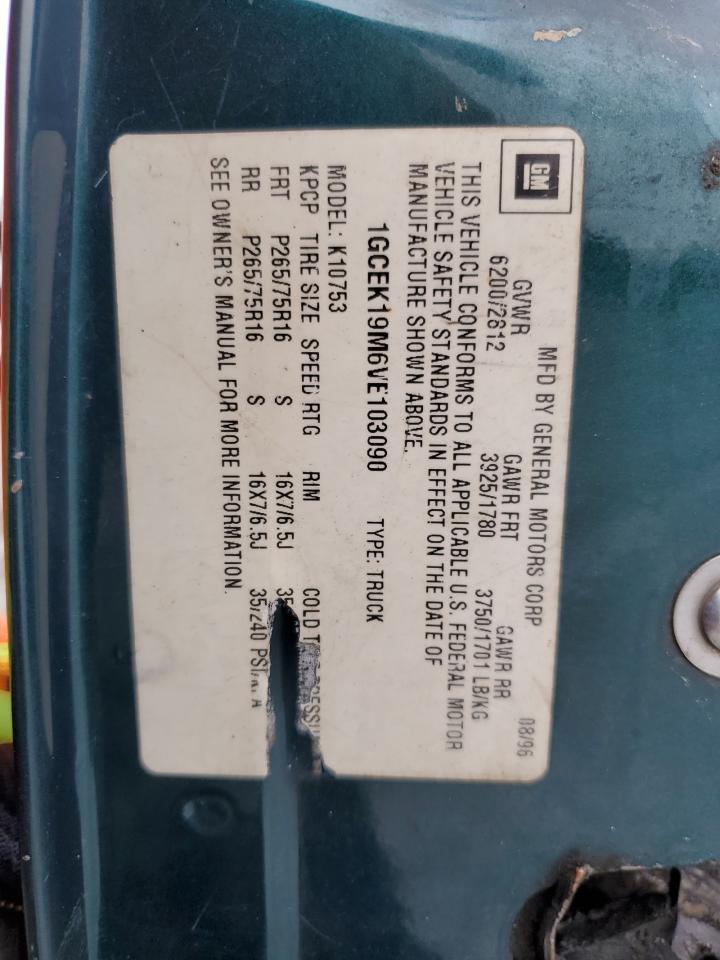 GM
MFD BY GENERAL MOTORS CORP 08/96
GVWR GAWR FRT GAWR RR
6200/2812 3925/1780 3750/1701 LB/KG
THIS VEHICLE CONFORMS TO ALL APPLICABLE U.S. FEDERAL MOTOR
VEHICLE SAFETY STANDARDS IN EFFECT ON THE DATE OF
MANUFACTURE SHOWN ABOVE.
1GCEK19M6VE103090 TYPE: TRUCK
MODEL: K10753
KPCP TIRE SIZE SPEED RTG RIM COLD
FRT P265/75R16 S 16X7/6.5J 35
RR P265/75R16 S 16X7/6.5J 35/240
SEE OWNER'S MANUAL FOR MORE INFORMATION.